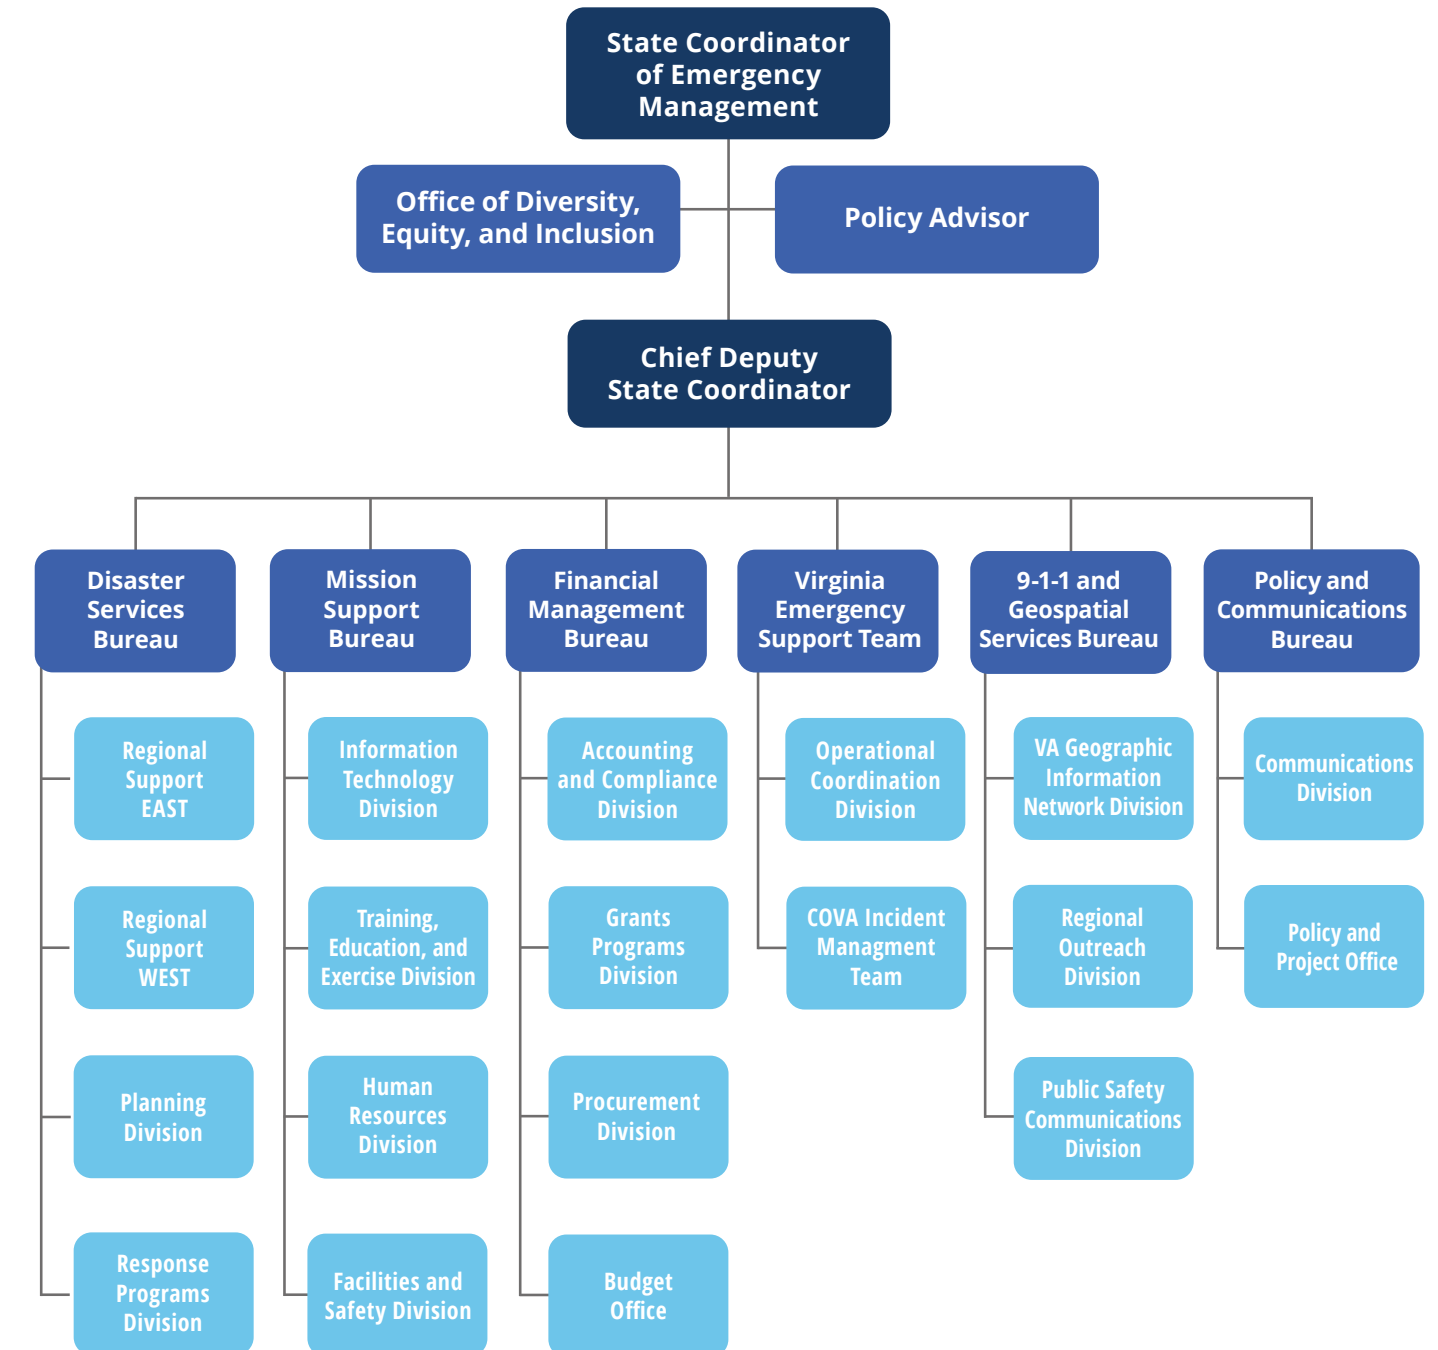 State Coordinator
of Emergency
Management
Office of Diversity,
Equity, and Inclusion
Policy Advisor
Chief Deputy
State Coordinator
Disaster
Services
Bureau
Mission
Support
Bureau
Financial
Management
Bureau
Virginia
Emergency
Support Team
9-1-1 and
Geospatial
Services Bureau
Policy and
Communications
Bureau
Regional
Support
EAST
Information
Technology
Division
Accounting
and Compliance
Division
Operational
Coordination
Division
VA Geographic
Information
Network Division
Communications
Division
Regional
Support
WEST
Training,
Education, and
Exercise Division
Grants
Programs
Division
COVA Incident
Managment
Team
Regional
Outreach
Division
Policy and
Project Office
Planning
Division
Human
Resources
Division
Procurement
Division
Public Safety
Communications
Division
Response
Programs
Division
Facilities and
Safety Division
Budget
Office